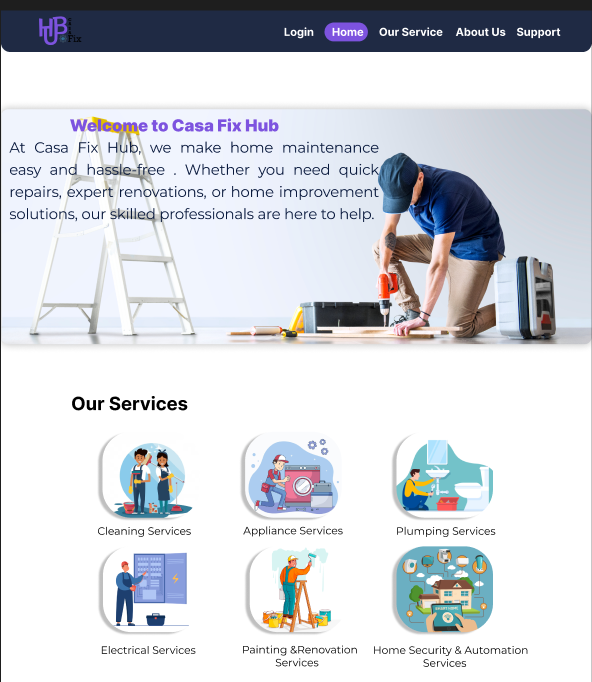 HUB
Fix
Login Home Our Service About Us Support
Welcome to Casa Fix Hub
At Casa Fix Hub, we make home maintenance
easy and hassle-free . Whether you need quick
repairs, expert renovations, or home improvement
solutions, our skilled professionals are here to help.
Our Services
Cleaning Services
Appliance Services
Plumping Services
Electrical Services
Painting &Renovation
Services
SMART HOME
Home Security & Automation
Services